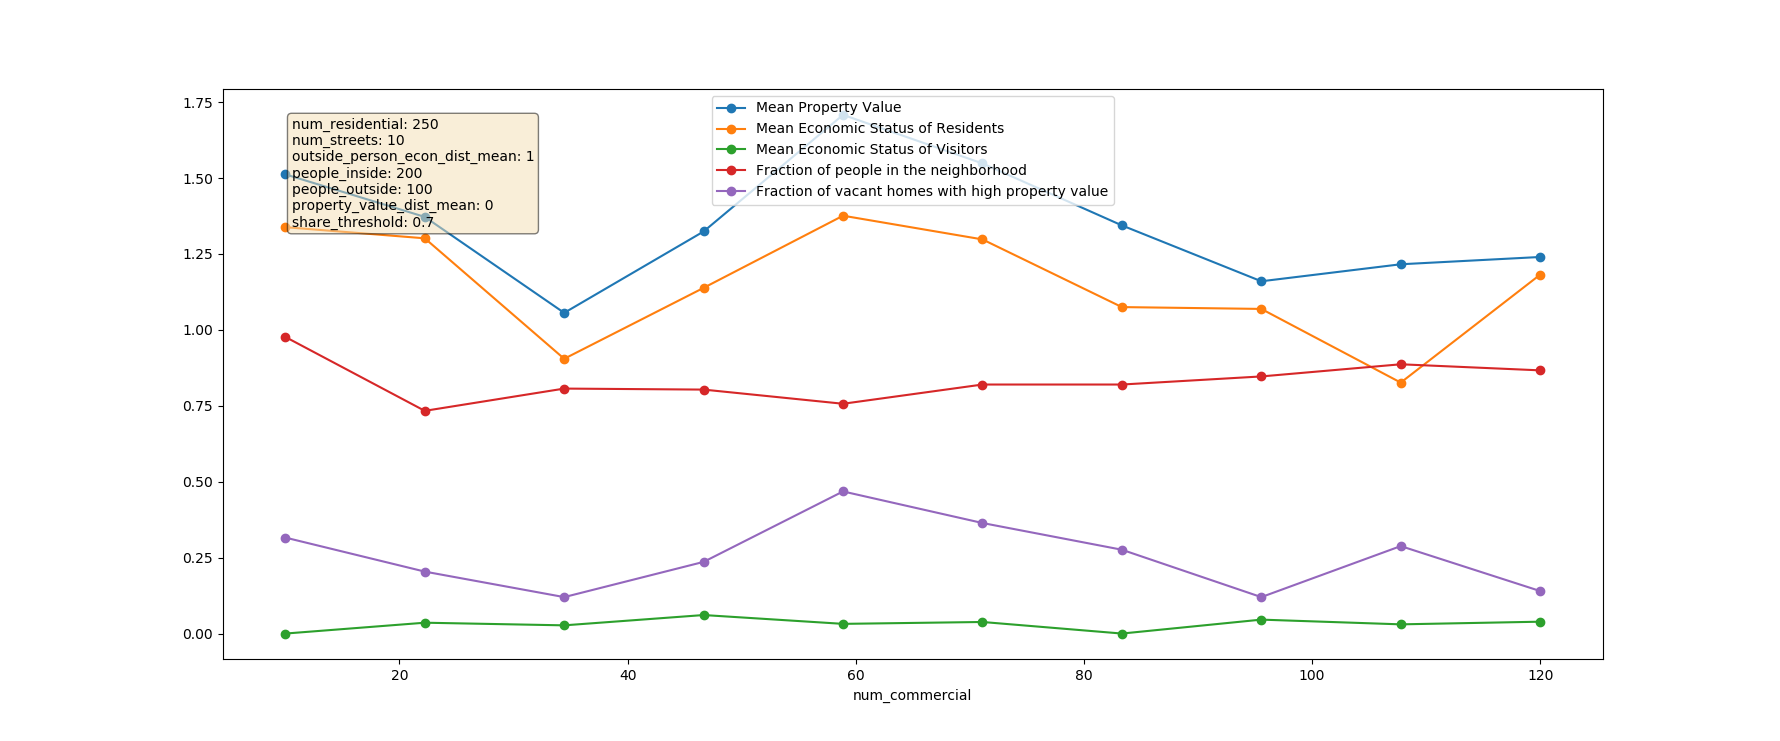 1.75
1.50
1.25
1.00
0.75
0.50
0.25
0.00
num_residential: 250
num_streets: 10
outside_person_econ_dist_mean: 1
people_inside: 200
people_outside: 100
property_value_dist_mean: 0
share_threshold: 0.7
Mean Property Value
Mean Economic Status of Residents
Mean Economic Status of Visitors
Fraction of people in the neighborhood
Fraction of vacant homes with high property value
20 40 60 80 100 120
num_commercial